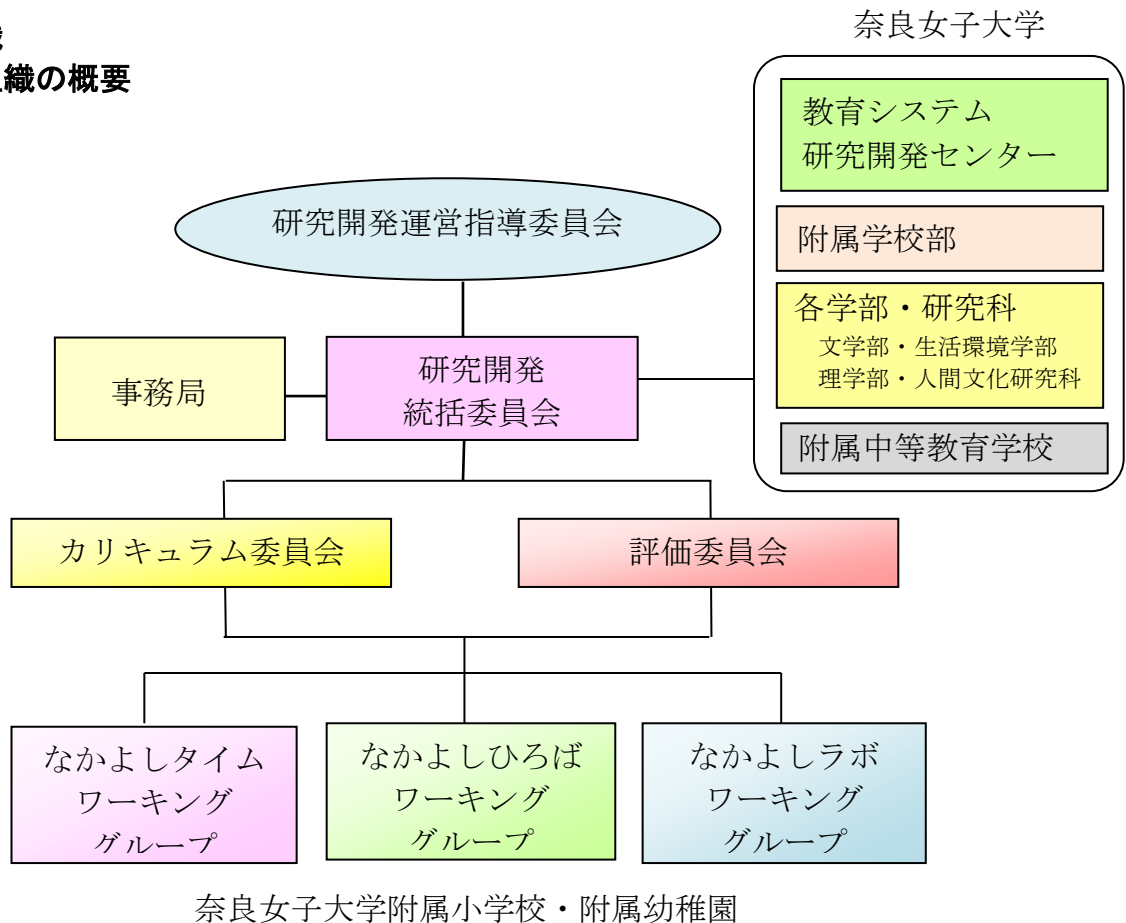 織の概要
奈良女子大学
教育システム
研究開発センター
附属学校部
各学部・研究科
文学部・生活環境学部
理学部・人間文化研究科
附属中等教育学校
研究開発運営指導委員会
事務局
研究開発
統括委員会
カリキュラム委員会
評価委員会
なかよしタイム
ワーキング
グループ
なかよしひろば
ワーキング
グループ
なかよしラボ
ワーキング
グループ
奈良女子大学附属小学校・附属幼稚園